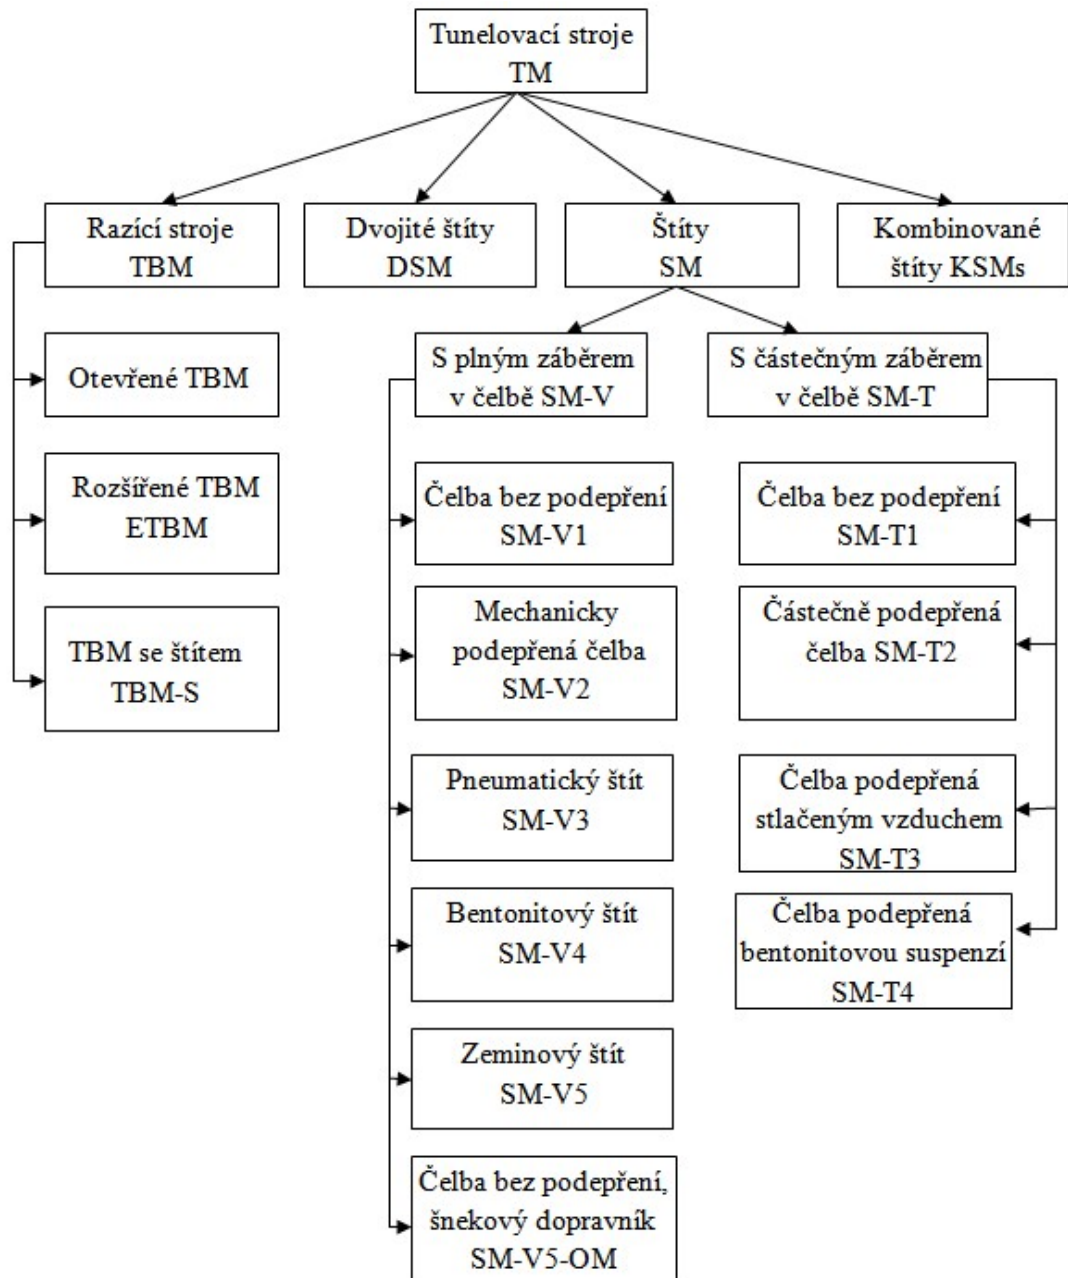 Tunelovací stroje
TM
Razící stroje
TBM
Dvojité štíty
DSM
Štíty
SM
Kombinované
štíty KSMs
Otevřené TBM
Rozšířené TBM
ETBM
TBM se štítem
TBM-S
S plným záběrem
v čelbě SM-V
S částečným záběrem
v čelbě SM-T
Čelba bez podepření
SM-V1
Mechanicky
podepřená čelba
SM-V2
Pneumatický štít
SM-V3
Bentonitový štít
SM-V4
Zeminový štít
SM-V5
Čelba bez podepření,
šnekový dopravník
SM-V5-OM
Čelba bez podepření
SM-T1
Částečně podepřená
čelba SM-T2
Čelba podepřená
stlačeným vzduchem
SM-T3
Čelba podepřená
bentonitovou suspenzí
SM-T4